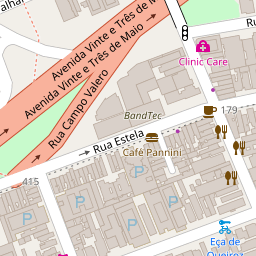 Avenida Vinte e Três de
Avenida Vinte e Três de Maio
Rua Campo Valero
Clinic Care
BandTec
179
Rua Estela
Café Pannini
415
Eça de
Queiroz